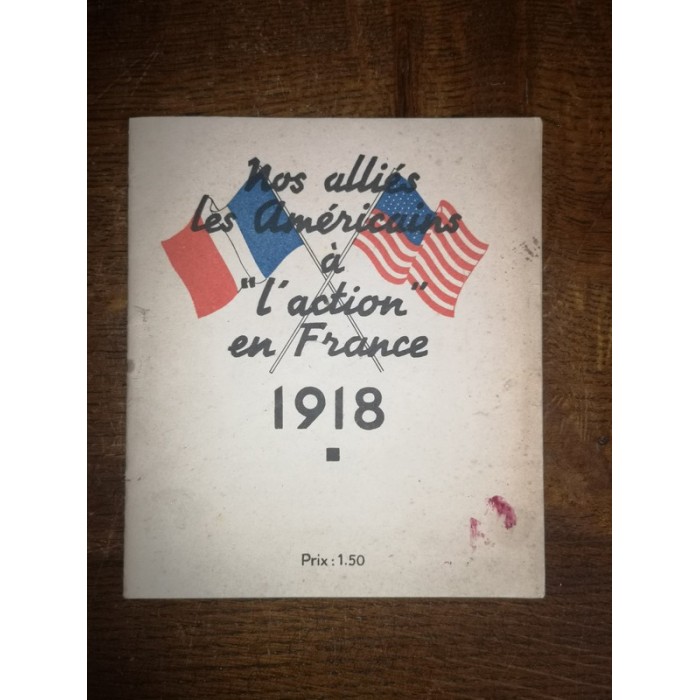 Nos alliés
les Américains
à
"l'action"
en France
1918
Prix : 1.50